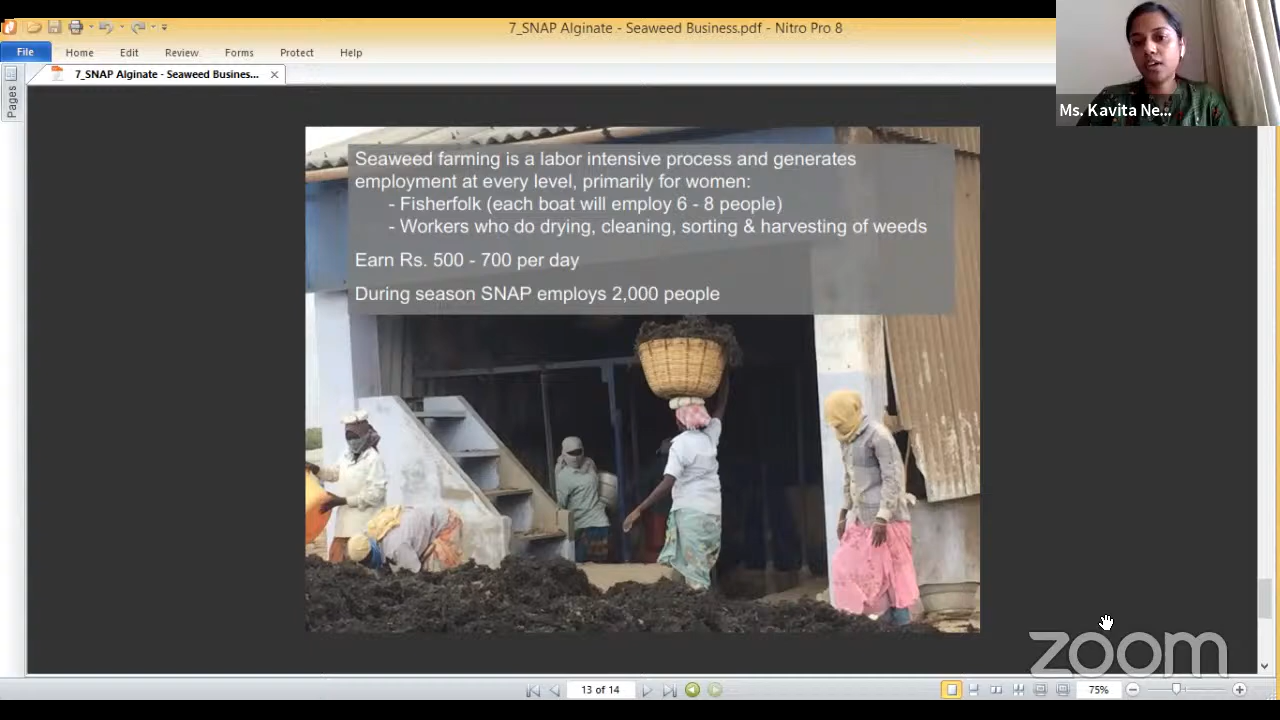 7_SNAP Alginate - Seaweed Business.pdf - Nitro Pro 8
File Home Edit Review Forms Protect Help
7_SNAP Alginate - Seaweed Busines...
Pages
Ms. Kavita Ne...
Seaweed farming is a labor intensive process and generates
employment at every level, primarily for women:
- Fisherfolk (each boat will employ 6 - 8 people)
- Workers who do drying, cleaning, sorting & harvesting of weeds
Earn Rs. 500 - 700 per day
During season SNAP employs 2,000 people
zoom
13 of 14
75%